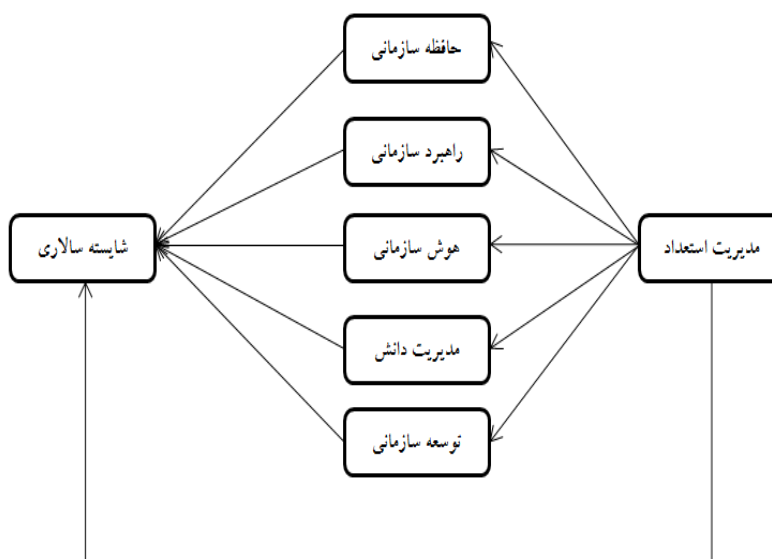 حافظه سازمانی
راهبرد سازمانی
مدیریت استعداد
هوش سازمانی
شایسته سالاری
مدیریت دانش
توسعه سازمانی